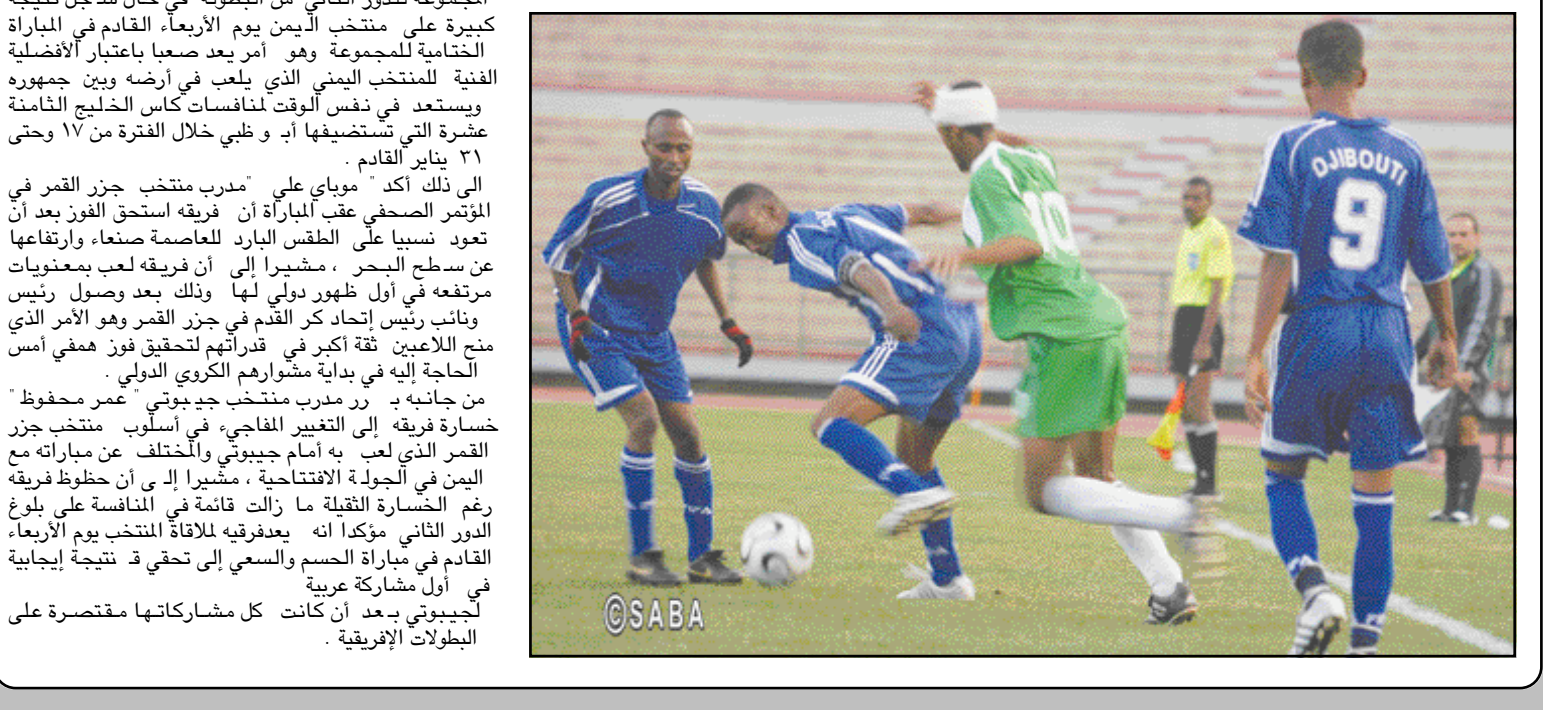 المجموعة للدور الثاني من البطولة في حال سجل نتيجة
كبيرة على منتخب اليمن يوم الأربعاء القادم في المباراة
الختامية للمجموعة وهو أمر يعد صعبا باعتبار الأفضلية
الفنية للمنتخب اليمني الذي يلعب في أرضه وبين جمهوره
ويستعد في نفس الوقت لمنافسات كاس الخليج الثامنة
عشرة التي تستضيفها أبـ و ظبي خلال الفترة من ١٧ وحتى
٣١ يناير القادم .
الى ذلك أكد " موباي علي "مدرب منتخب جزر القمر في
المؤتمر الصحفي عقب المباراة أن فريقه استحق الفوز بعد أن
تعود نسبيا على الطقس البارد للعاصمة صنعاء وارتفاعها
عن سطح البحر ، مشيرا إلى أن فريقه لعب بمعنويات
مرتفعه في أول ظهور دولي لها وذلك بعد وصول رئيس
ونائب رئيس إتحاد كر القدم في جزر القمر وهو الأمر الذي
منح اللاعبين ثقة أكبر في قدراتهم لتحقيق فوز همفي أمس
الحاجة إليه في بداية مشوارهم الكروي الدولي .
من جانبه بـ رر مدرب منتخب جيبوتي " عمر محفوظ "
خسارة فريقه إلى التغيير المفاجيء في أسلوب منتخب جزر
القمر الذي لعب به أمام جيبوتي والمختلف عن مباراته مع
اليمن في الجولـ ة الافتتاحية ، مشيرا إلـ ى أن حظوظ فريقه
رغم الخسارة الثقيلة ما زالت قائمة في المنافسة على بلوغ
الدور الثاني مؤكدا انه يعدفرقيه لملاقاة المنتخب يوم الأربعاء
القادم في مباراة الحسم والسعي إلى تحقي قـ نتيجة إيجابية
في أول مشاركة عربية
لجيبوتي بـ عد أن كانت كل مشاركاتها مقتصرة على
البطولات الإفريقية .
DJIBOUTI
9
10
©SABA